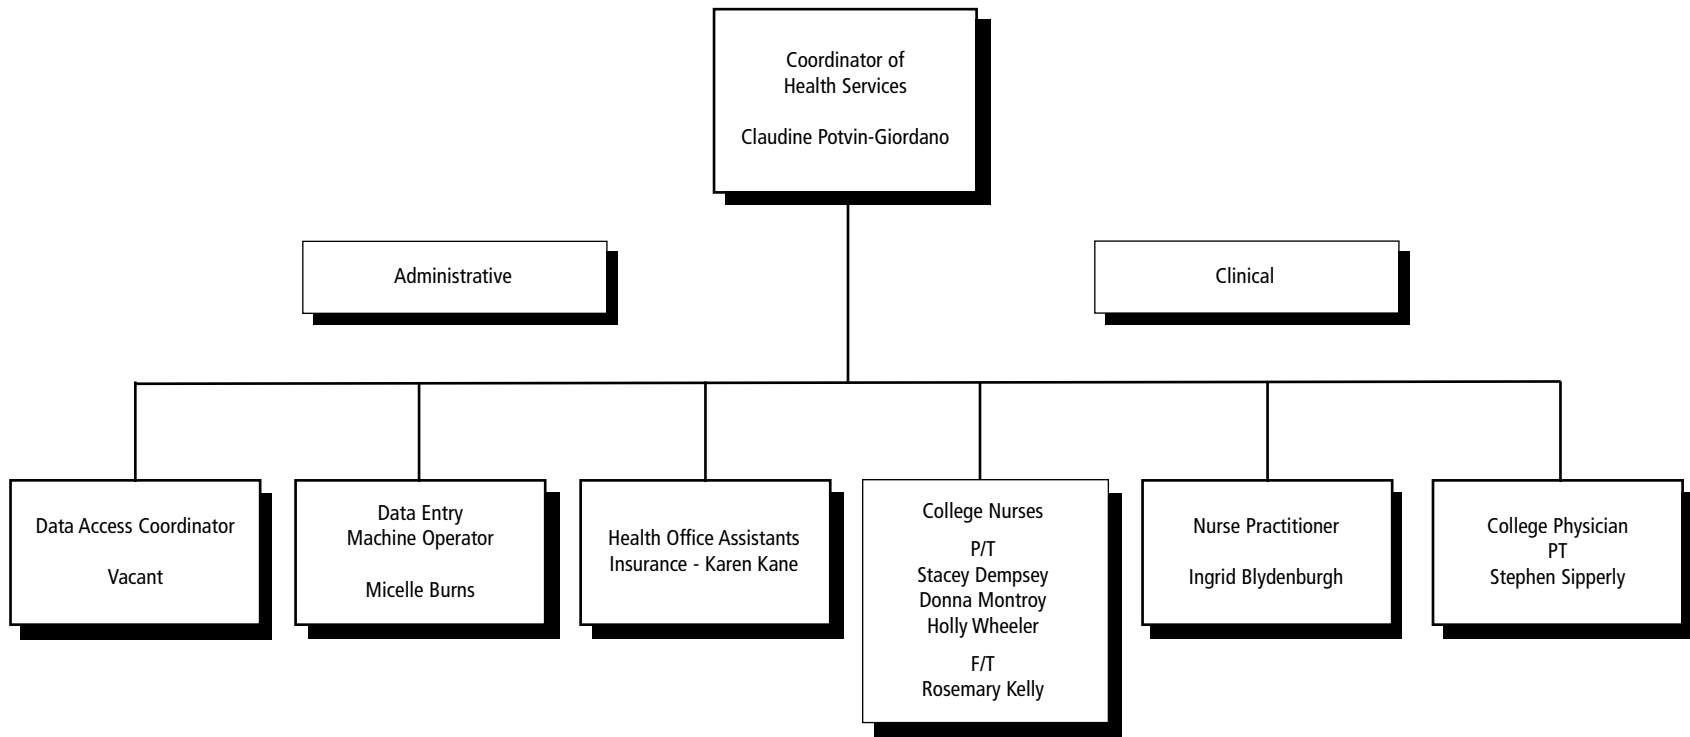 Coordinator of
Health Services
Claudine Potvin-Giordano
Administrative
Clinical
Data Access Coordinator
Vacant
Data Entry
Machine Operator
Micelle Burns
Health Office Assistants
Insurance - Karen Kane
College Nurses
P/T
Stacey Dempsey
Donna Montroy
Holly Wheeler
F/T
Rosemary Kelly
Nurse Practitioner
Ingrid Blydenburgh
College Physician
PT
Stephen Sipperly